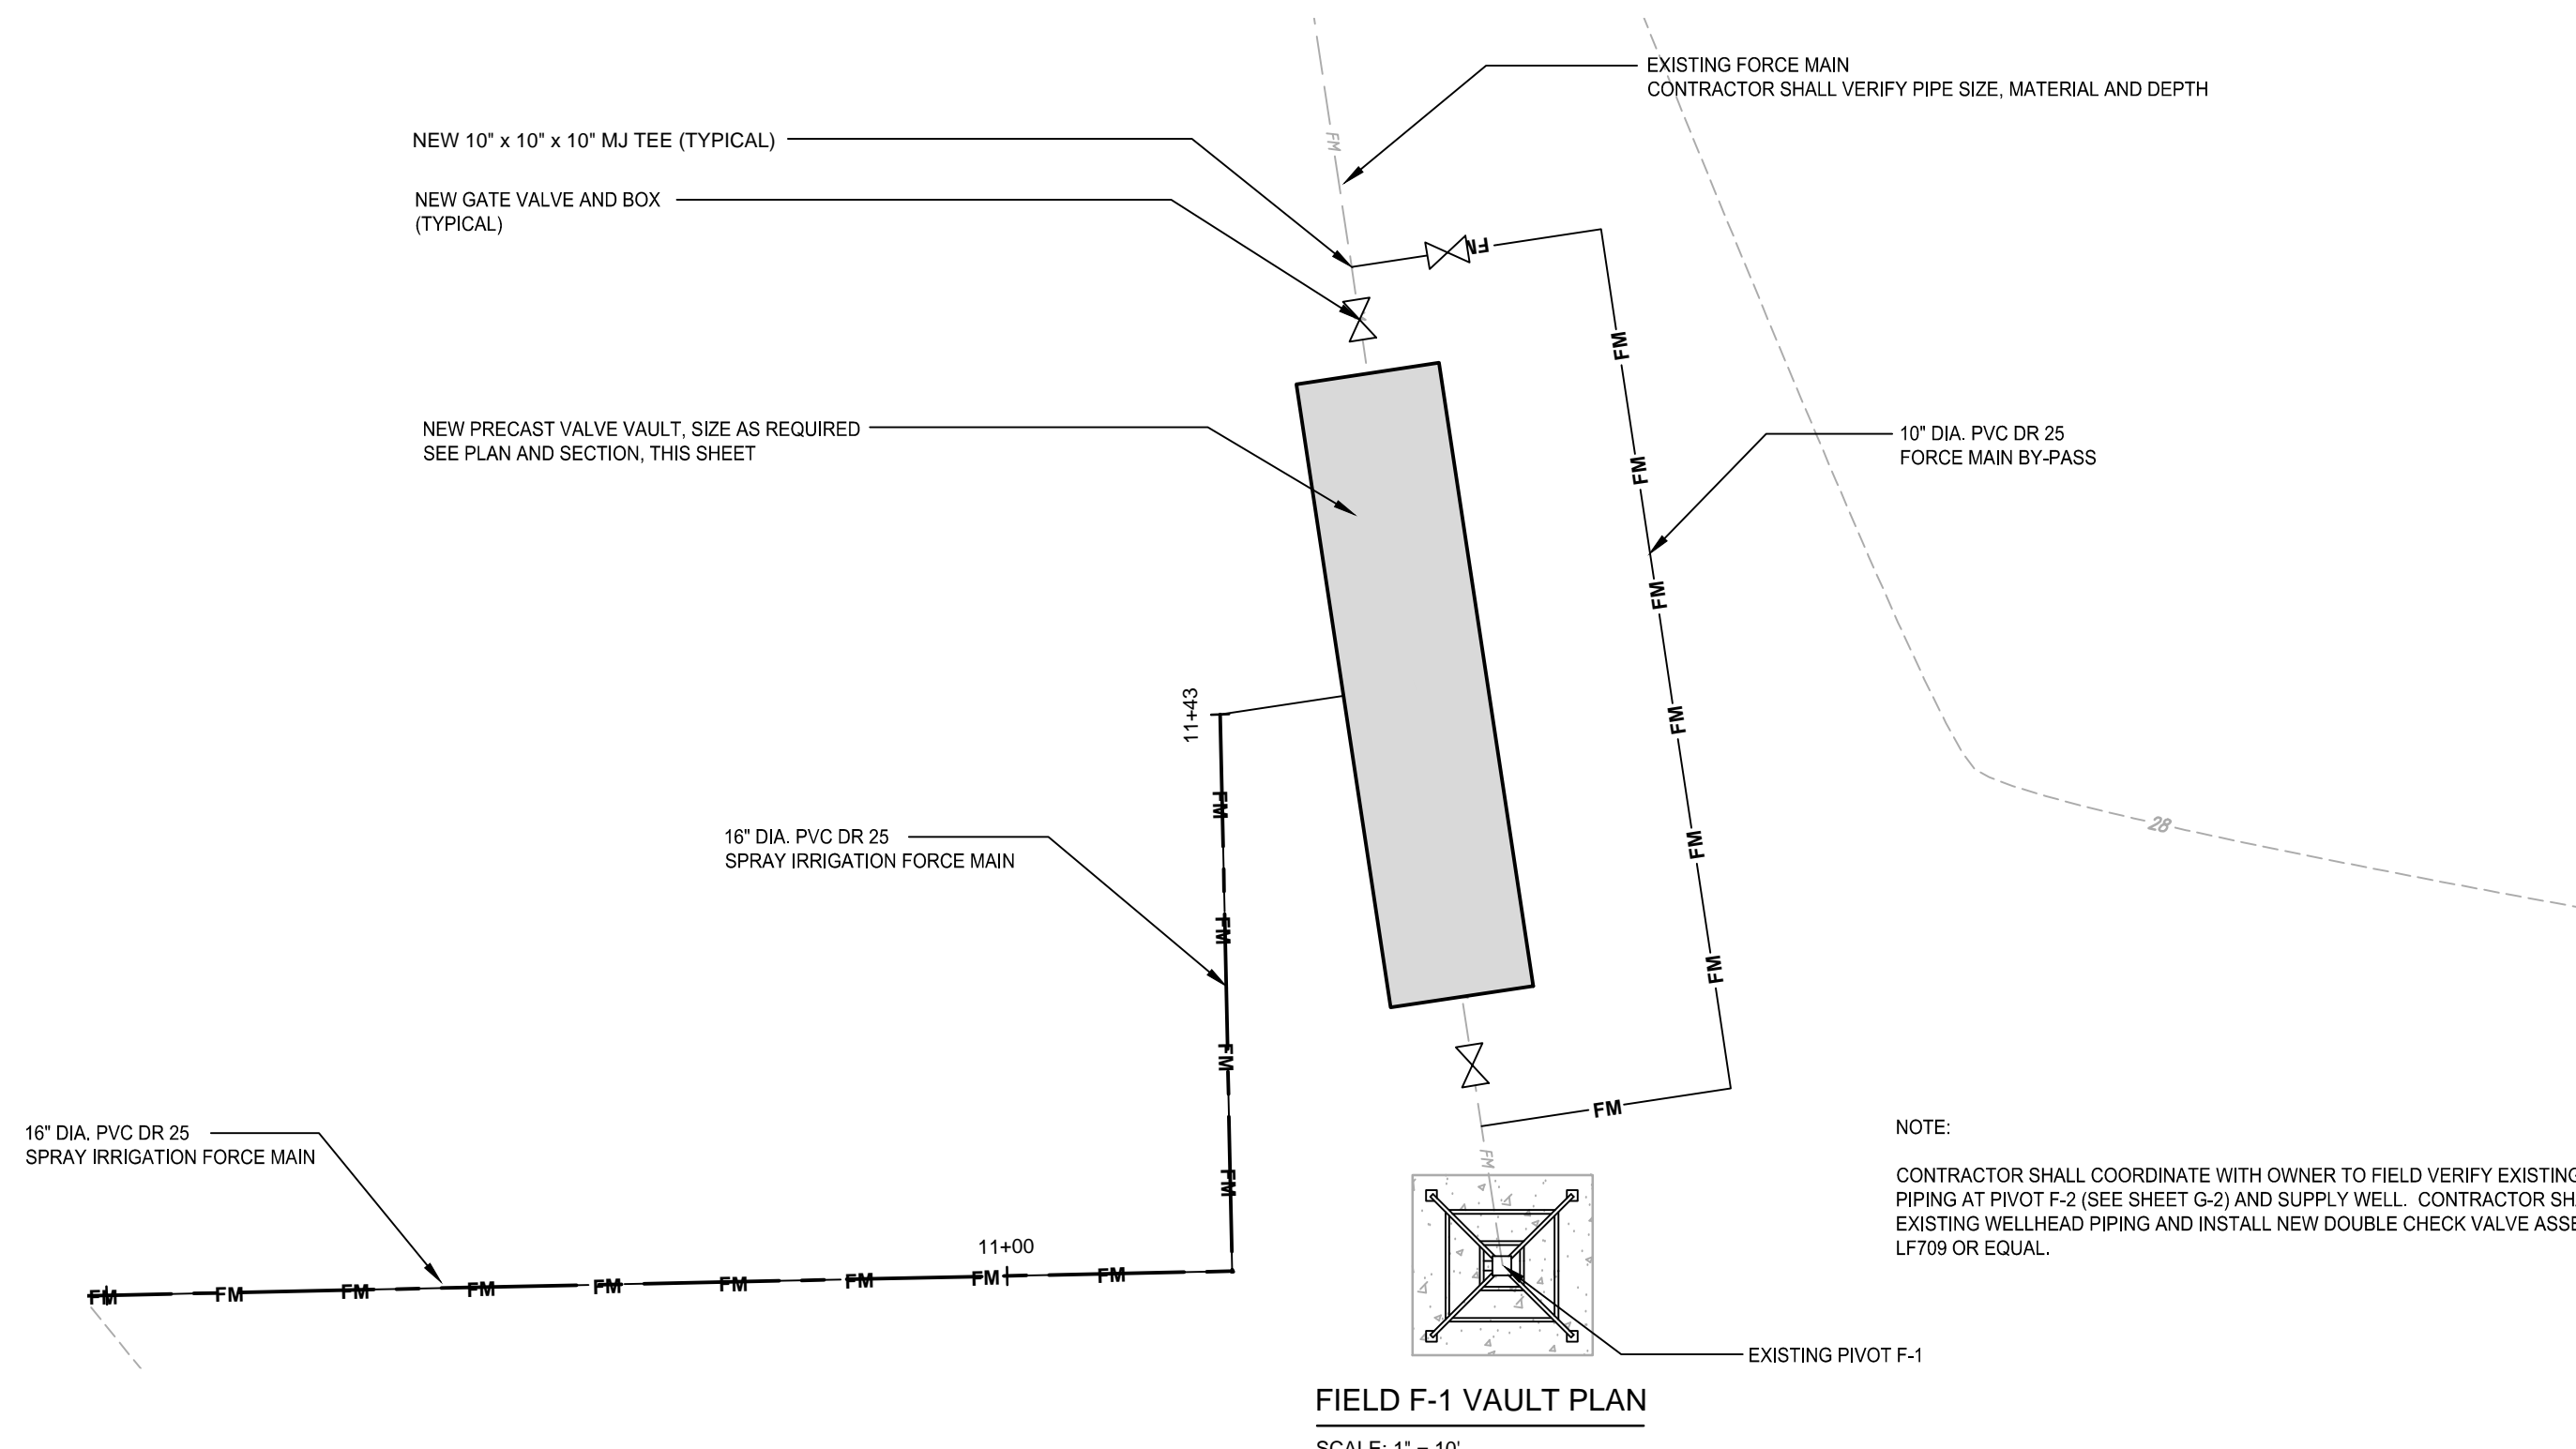 EXISTING FORCE MAIN
CONTRACTOR SHALL VERIFY PIPE SIZE, MATERIAL AND DEPTH
NEW 10" x 10" x 10" MJ TEE (TYPICAL)
FM
NEW GATE VALVE AND BOX
(TYPICAL)
FM
FM
NEW PRECAST VALVE VAULT, SIZE AS REQUIRED
SEE PLAN AND SECTION, THIS SHEET
10" DIA. PVC DR 25
FORCE MAIN BY-PASS
FM
FM
11+43
FM
FM
16" DIA. PVC DR 25
SPRAY IRRIGATION FORCE MAIN
28
FM
FM
FM
FM
FM
16" DIA. PVC DR 25
SPRAY IRRIGATION FORCE MAIN
FM
FM
NOTE:
CONTRACTOR SHALL COORDINATE WITH OWNER TO FIELD VERIFY EXISTING
PIPING AT PIVOT F-2 (SEE SHEET G-2) AND SUPPLY WELL. CONTRACTOR SH
EXISTING WELLHEAD PIPING AND INSTALL NEW DOUBLE CHECK VALVE ASSE
LF709 OR EQUAL.
11+00
FM FM FM FM FM FM FM FM FM
EXISTING PIVOT F-1
FIELD F-1 VAULT PLAN
SCALE: 1" = 10'